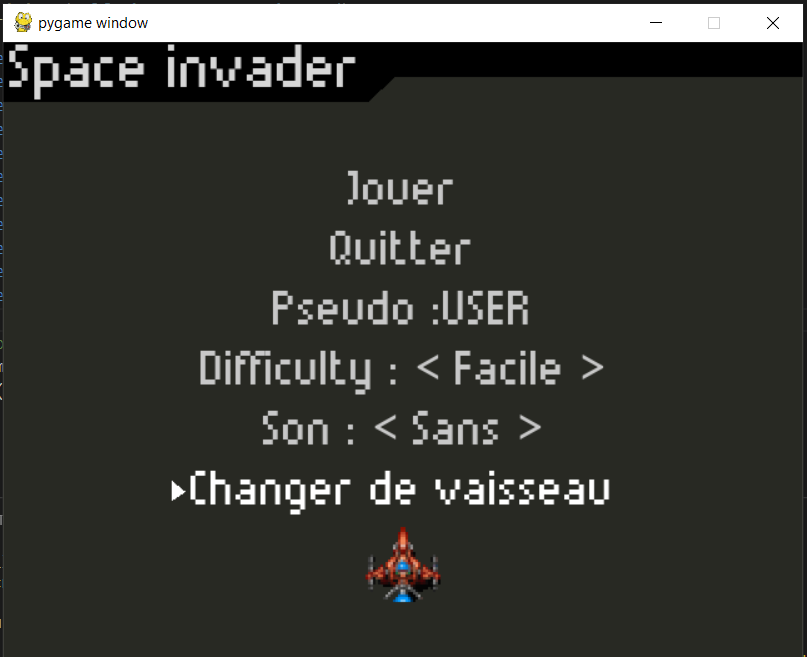 pygame window
Space invader
Jouer
Quitter
Pseudo :USER
Difficulty : < Facile >
Son : < Sans >
Changer de vaisseau